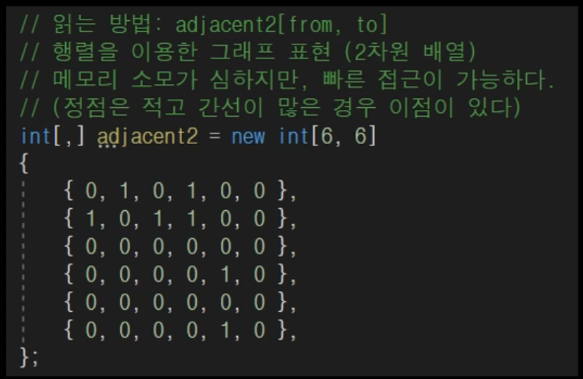 // 읽는 방법: adjacent2[from, to]
// 행렬을 이용한 그래프 표현 (2차원 배열)
// 메모리 소모가 심하지만, 빠른 접근이 가능하다.
// (정점은 적고 간선이 많은 경우 이점이 있다)
int[,] adjacent2 = new int[6, 6]
{
    { 0, 1, 0, 1, 0, 0 },
    { 1, 0, 1, 1, 0, 0 },
    { 0, 0, 0, 0, 0, 0 },
    { 0, 0, 0, 0, 1, 0 },
    { 0, 0, 0, 0, 0, 0 },
    { 0, 0, 0, 0, 1, 0 },
};